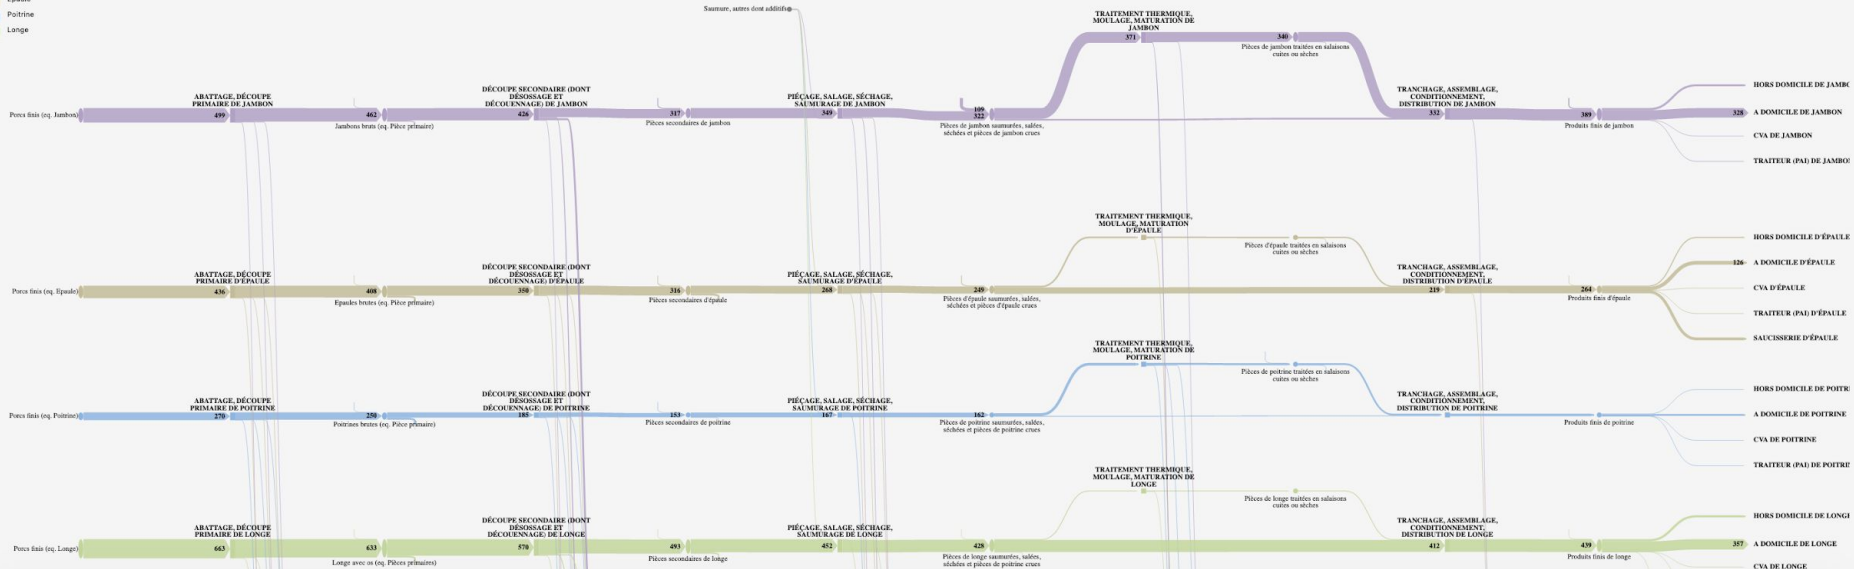 Poitrine
Longe
Saumure, autres dont additifs
TRAITEMENT THERMIQUE,
MOULAGE, MATURATION DE
JAMBON
371
340
Pièces de jambon traitées en salaisons
cuites ou sèches
ABATTAGE, DÉCOUPE
PRIMAIRE DE JAMBON
DÉCOUPE SECONDAIRE (DONT
DÉSOSSAGE ET
DÉCOUENNAGE) DE JAMBON
PIÉÇAGE, SALAGE, SÉCHAGE,
SAUMURAGE DE JAMBON
TRANCHAGE, ASSEMBLAGE,
CONDITIONNEMENT,
DISTRIBUTION DE JAMBON
HORS DOMICILE DE JAMBO
Porcs finis (eq. Jambon)
499
462
426
317
349
109
322
332
389
328
A DOMICILE DE JAMBON
Jambons bruts (eq. Pièce primaire)
Pièces secondaires de jambon
Pièces de jambon saumurées, salées,
séchées et pièces de jambon crues
Produits finis de jambon
CVA DE JAMBON
TRAITEUR (PAI) DE JAMBO
TRAITEMENT THERMIQUE,
MOULAGE, MATURATION
D'ÉPAULE
Pièces d'épaule traitées en salaisons
cuites ou sèches
HORS DOMICILE D'ÉPAULE
ABATTAGE, DÉCOUPE
PRIMAIRE D'ÉPAULE
DÉCOUPE SECONDAIRE (DONT
DÉSOSSAGE ET
DÉCOUENNAGE) D'ÉPAULE
PIÉÇAGE, SALAGE, SÉCHAGE,
SAUMURAGE D'ÉPAULE
TRANCHAGE, ASSEMBLAGE,
CONDITIONNEMENT,
DISTRIBUTION D'ÉPAULE
126
A DOMICILE D'ÉPAULE
Porcs finis (eq. Epaule)
436
408
350
316
268
249
219
264
CVA D'ÉPAULE
Epaules brutes (eq. Pièce primaire)
Pièces secondaires d'épaule
Pièces d'épaule saumurées, salées,
séchées et pièces d'épaule crues
Produits finis d'épaule
TRAITEUR (PAI) D'ÉPAULE
SAUCISSERIE D'ÉPAULE
TRAITEMENT THERMIQUE,
MOULAGE, MATURATION DE
POITRINE
Pièces de poitrine traitées en salaisons
cuites ou sèches
HORS DOMICILE DE POITRI
ABATTAGE, DÉCOUPE
PRIMAIRE DE POITRINE
DÉCOUPE SECONDAIRE (DONT
DÉSOSSAGE ET
DÉCOUENNAGE) DE POITRINE
PIÉÇAGE, SALAGE, SÉCHAGE,
SAUMURAGE DE POITRINE
TRANCHAGE, ASSEMBLAGE,
CONDITIONNEMENT,
DISTRIBUTION DE POITRINE
Porcs finis (eq. Poitrine)
270
250
185
153
167
162
A DOMICILE DE POITRINE
Poitrines brutes (eq. Pièce primaire)
Pièces secondaires de poitrine
Pièces de poitrine saumurées, salées,
séchées et pièces de poitrine crues
Produits finis de poitrine
CVA DE POITRINE
TRAITEUR (PAI) DE POITRI
TRAITEMENT THERMIQUE,
MOULAGE, MATURATION DE
LONGE
Pièces de longe traitées en salaisons
cuites ou sèches
HORS DOMICILE DE LONGE
ABATTAGE, DÉCOUPE
PRIMAIRE DE LONGE
DÉCOUPE SECONDAIRE (DONT
DÉSOSSAGE ET
DÉCOUENNAGE) DE LONGE
PIÉÇAGE, SALAGE, SÉCHAGE,
SAUMURAGE DE LONGE
TRANCHAGE, ASSEMBLAGE,
CONDITIONNEMENT,
DISTRIBUTION DE LONGE
Porcs finis (eq. Longe)
663
633
570
493
452
428
412
439
357
A DOMICILE DE LONGE
Longe avec os (eq. Pièces primaires)
Pièces secondaires de longe
Pièces de longe saumurées, salées,
séchées et pièces de poitrine crues
Produits finis de longe
CVA DE LONGE